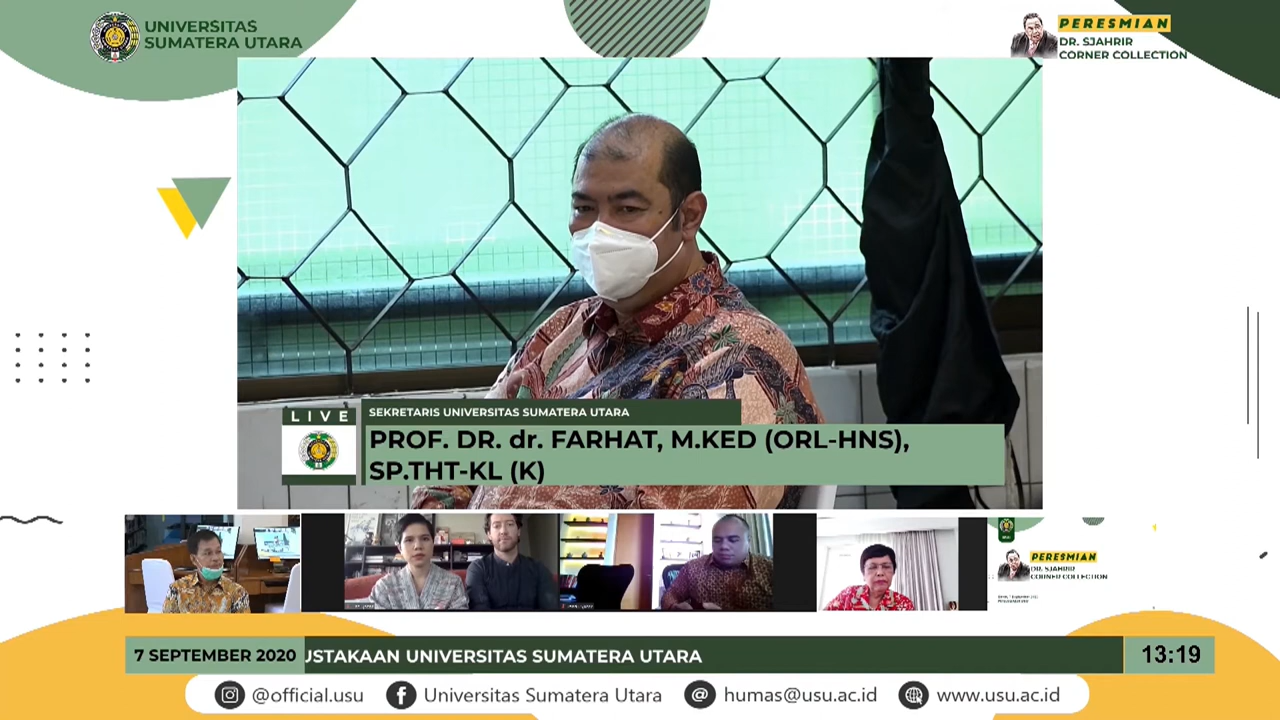 UNIVERSITAS
SUMATERA UTARA
PERESMIAN
DR. SJAHRIR
CORNER COLLECTION
LIVE
SEKRETARIS UNIVERSITAS SUMATERA UTARA
PROF. DR. dr. FARHAT, M.KED (ORL-HNS),
SP.THT-KL (K)
PERESMIAN
DR. SJAHRIR
CORNER COLLECTION
7 SEPTEMBER 2020
USTAKAAN UNIVERSITAS SUMATERA UTARA
13:19
@official.usu
Universitas Sumatera Utara
humas@usu.ac.id
www.usu.ac.id